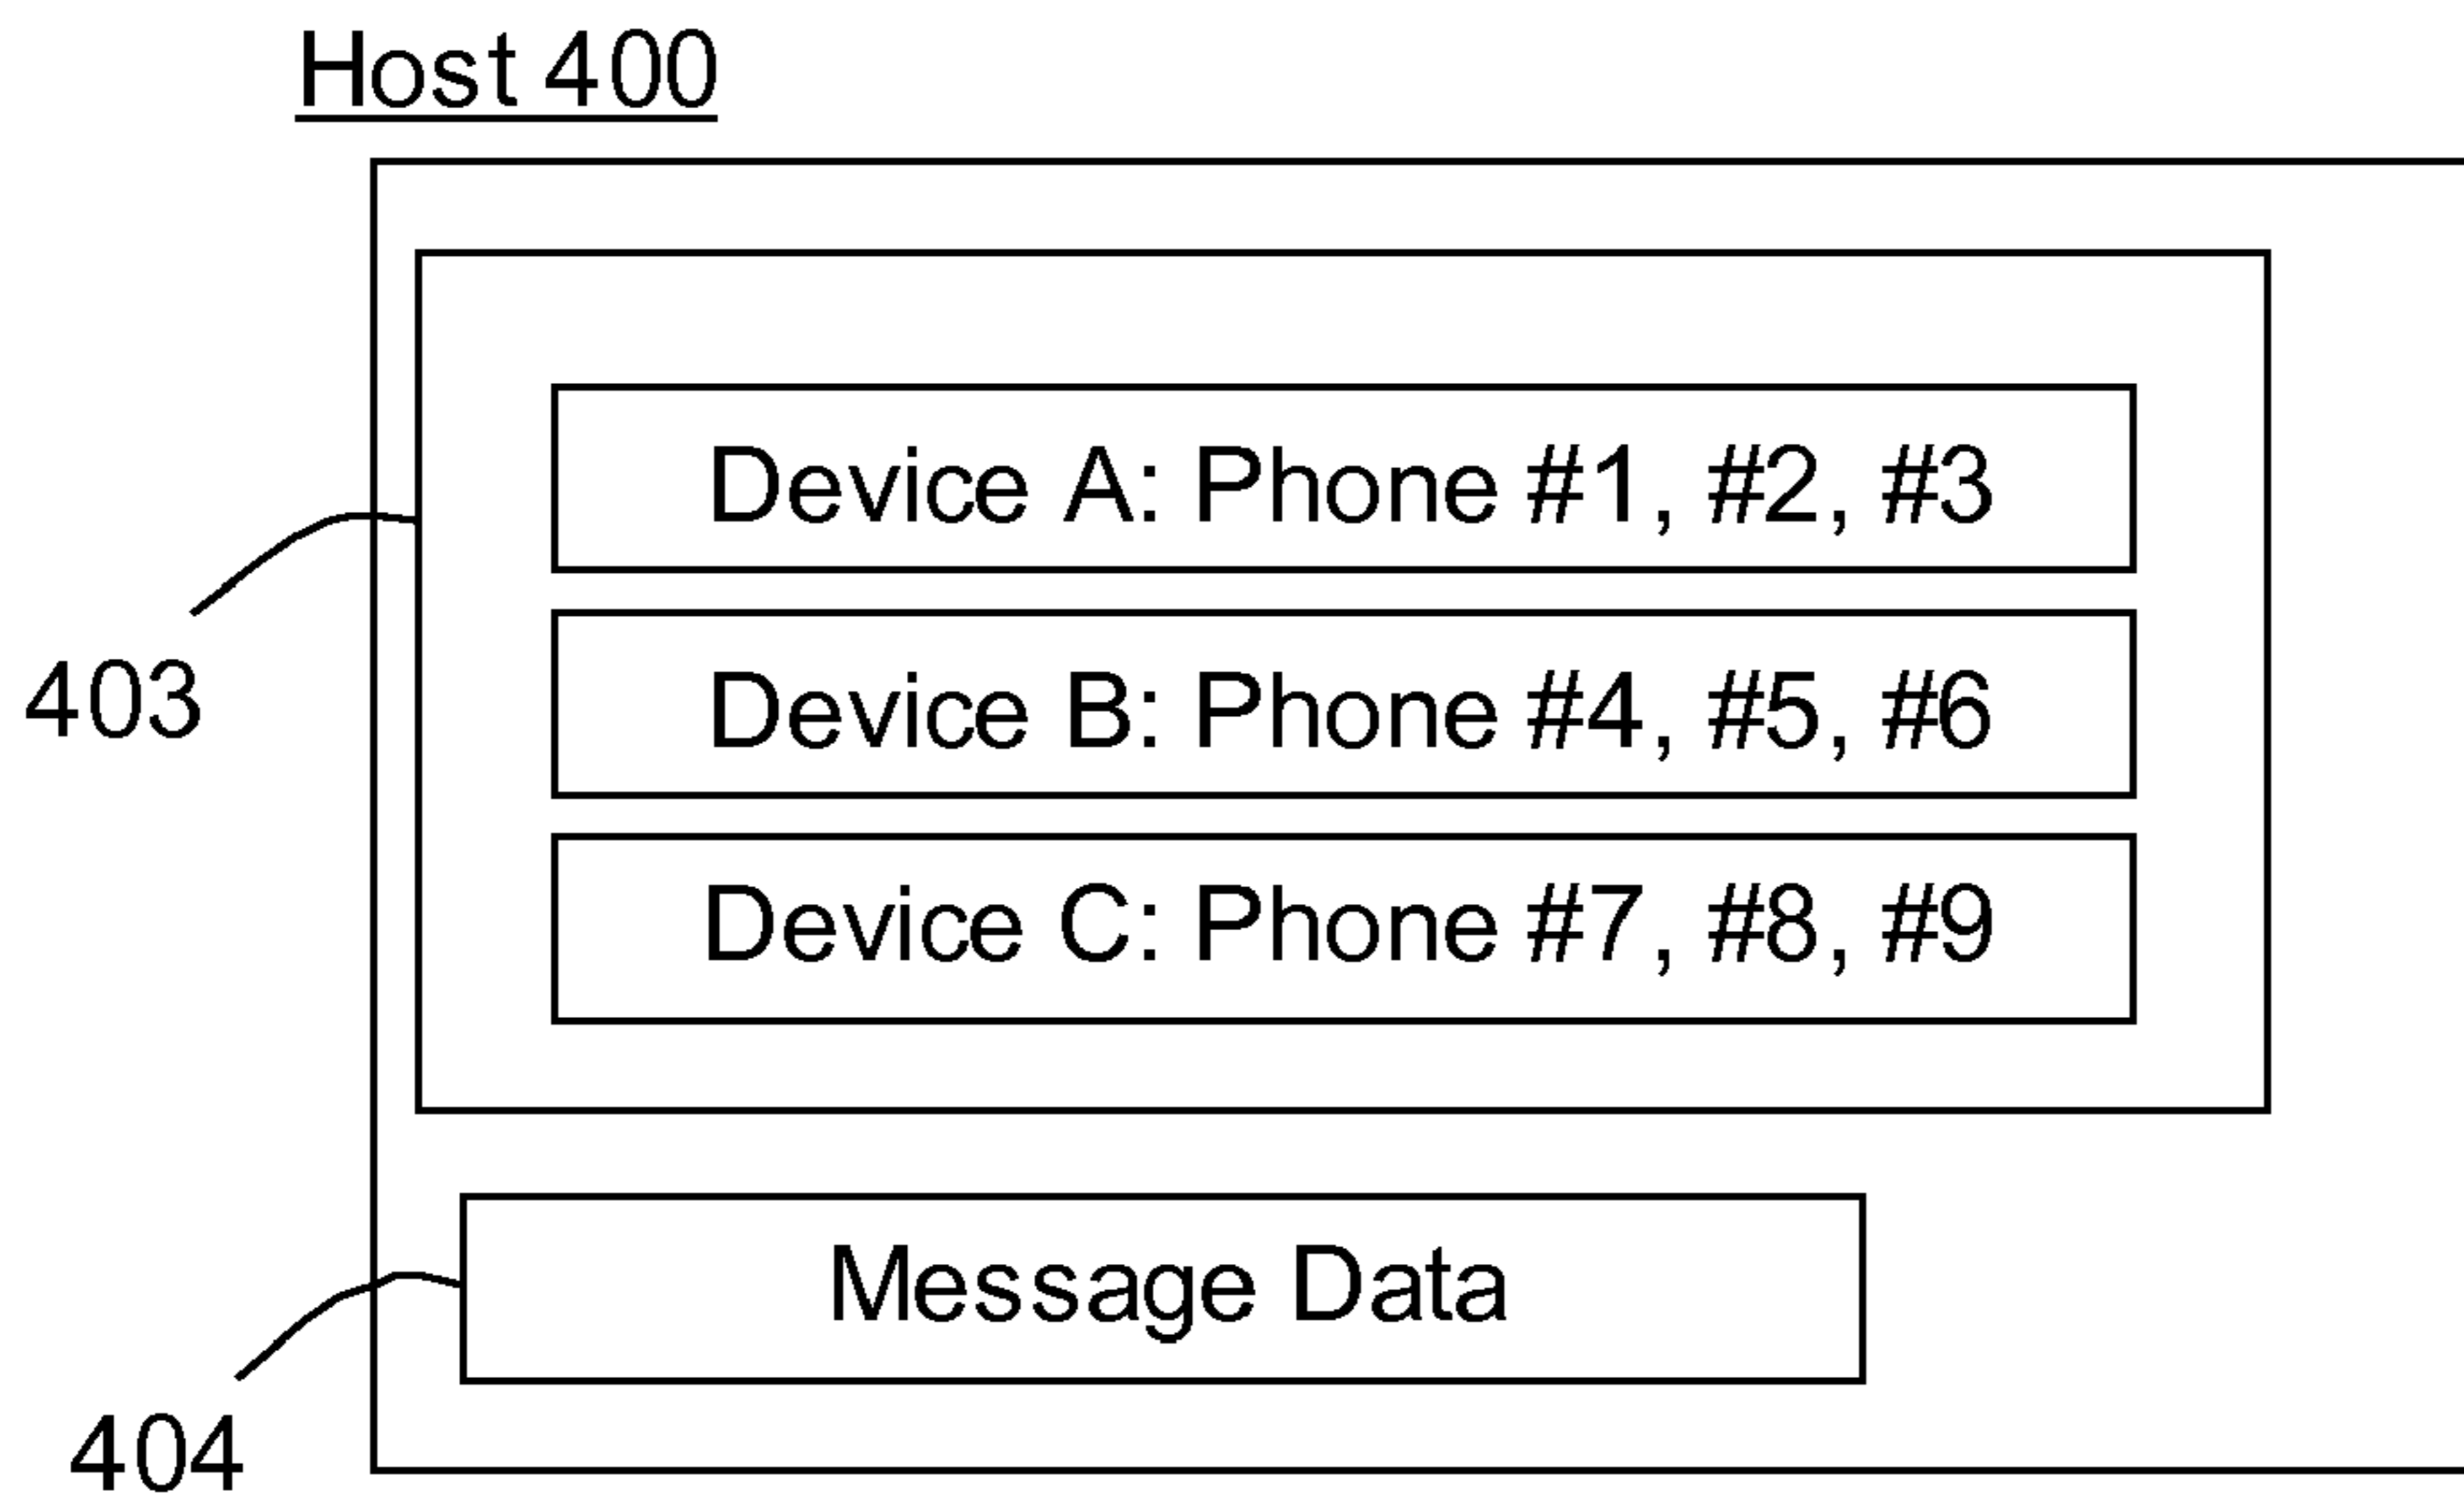 Host 400
Device A: Phone #1, #2, #3
403
Device B: Phone #4, #5, #6
Device C: Phone #7, #8, #9
Message Data
404